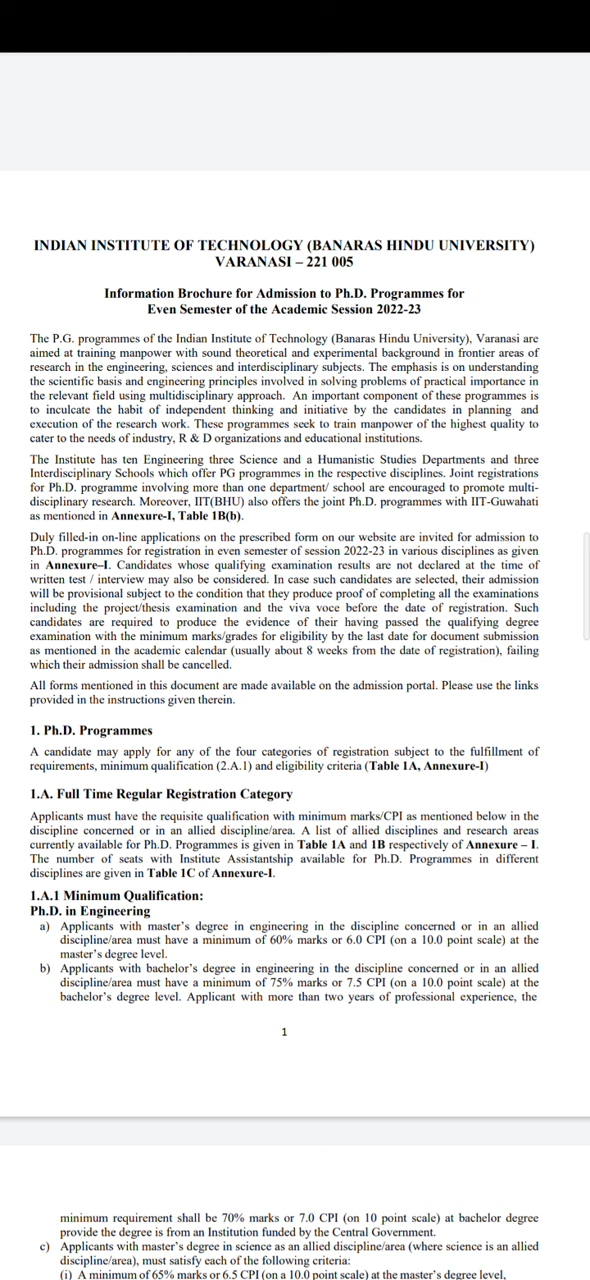 INDIAN INSTITUTE OF TECHNOLOGY (BANARAS HINDU UNIVERSITY)
VARANASI – 221 005
Information Brochure for Admission to Ph.D. Programmes for
Even Semester of the Academic Session 2022-23
The P.G. programmes of the Indian Institute of Technology (Banaras Hindu University), Varanasi are
aimed at training manpower with sound theoretical and experimental background in frontier areas of
research in the engineering, sciences and interdisciplinary subjects. The emphasis is on understanding
the scientific basis and engineering principles involved in solving problems of practical importance in
the relevant field using multidisciplinary approach. An important component of these programmes is
to inculcate the habit of independent thinking and initiative by the candidates in planning and
execution of the research work. These programmes seek to train manpower of the highest quality to
cater to the needs of industry, R & D organizations and educational institutions.
The Institute has ten Engineering three Science and a Humanistic Studies Departments and three
Interdisciplinary Schools which offer PG programmes in the respective disciplines. Joint registrations
for Ph.D. programme involving more than one department/ school are encouraged to promote multi-
disciplinary research. Moreover, IIT(BHU) also offers the joint Ph.D. programmes with IIT-Guwahati
as mentioned in Annexure-I, Table 1B(b).
Duly filled-in on-line applications on the prescribed form on our website are invited for admission to
Ph.D. programmes for registration in even semester of session 2022-23 in various disciplines as given
in Annexure–I. Candidates whose qualifying examination results are not declared at the time of
written test / interview may also be considered. In case such candidates are selected, their admission
will be provisional subject to the condition that they produce proof of completing all the examinations
including the project/thesis examination and the viva voce before the date of registration. Such
candidates are required to produce the evidence of their having passed the qualifying degree
examination with the minimum marks/grades for eligibility by the last date for document submission
as mentioned in the academic calendar (usually about 8 weeks from the date of registration), failing
which their admission shall be cancelled.
All forms mentioned in this document are made available on the admission portal. Please use the links
provided in the instructions given therein.
1. Ph.D. Programmes
A candidate may apply for any of the four categories of registration subject to the fulfillment of
requirements, minimum qualification (2.A.1) and eligibility criteria (Table 1A, Annexure-I)
1.A. Full Time Regular Registration Category
Applicants must have the requisite qualification with minimum marks/CPI as mentioned below in the
discipline concerned or in an allied discipline/area. A list of allied disciplines and research areas
currently available for Ph.D. Programmes is given in Table 1A and 1B respectively of Annexure – I.
The number of seats with Institute Assistantship available for Ph.D. Programmes in different
disciplines are given in Table 1C of Annexure-I.
1.A.1 Minimum Qualification:
Ph.D. in Engineering
a) Applicants with master's degree in engineering in the discipline concerned or in an allied
discipline/area must have a minimum of 60% marks or 6.0 CPI (on a 10.0 point scale) at the
master's degree level.
b) Applicants with bachelor's degree in engineering in the discipline concerned or in an allied
discipline/area must have a minimum of 75% marks or 7.5 CPI (on a 10.0 point scale) at the
bachelor's degree level. Applicant with more than two years of professional experience, the
1
minimum requirement shall be 70% marks or 7.0 CPI (on 10 point scale) at bachelor degree
provide the degree is from an Institution funded by the Central Government.
c) Applicants with master's degree in science as an allied discipline/area (where science is an allied
discipline/area), must satisfy each of the following criteria:
(i) A minimum of 65% marks or 6.5 CPI (on a 10.0 point scale) at the master's degree level,